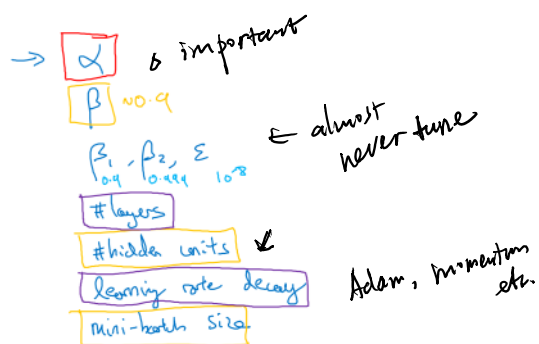 → α important
β ~0.9
β₁, β₂, ε ← almost
0.9 0.999 10⁻⁸ never tune
#layers
#hidden units
learning rate decay Adam, momentum
etc.
mini-batch size